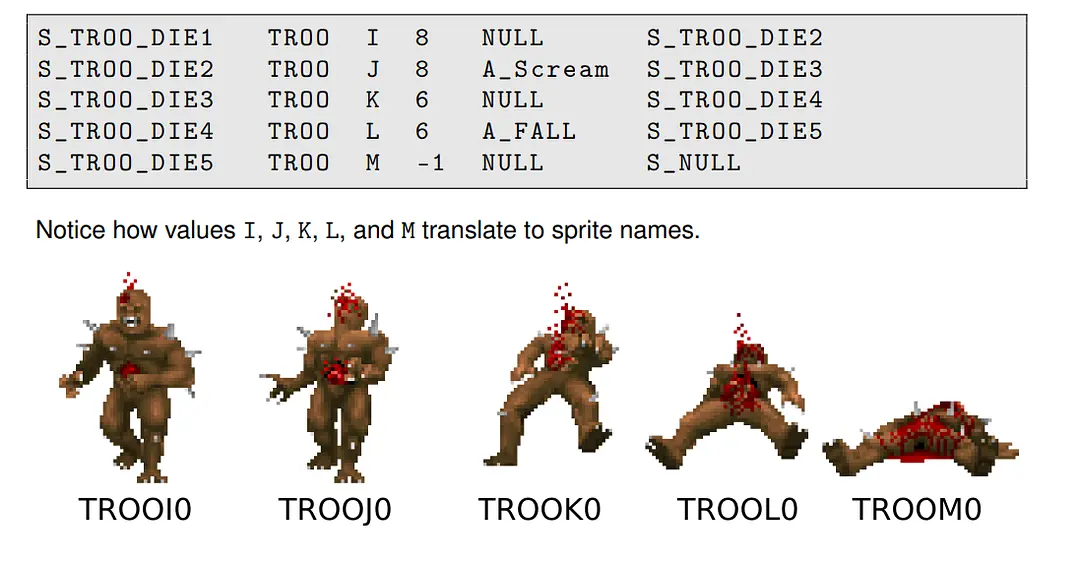 S_TROO_DIE1 TROO I 8 NULL S_TROO_DIE2
S_TROO_DIE2 TROO J 8 A_Scream S_TROO_DIE3
S_TROO_DIE3 TROO K 6 NULL S_TROO_DIE4
S_TROO_DIE4 TROO L 6 A_FALL S_TROO_DIE5
S_TROO_DIE5 TROO M -1 NULL S_NULL
Notice how values I, J, K, L, and M translate to sprite names.
TROOI0 TROOJ0 TROOK0 TROOL0 TROOM0